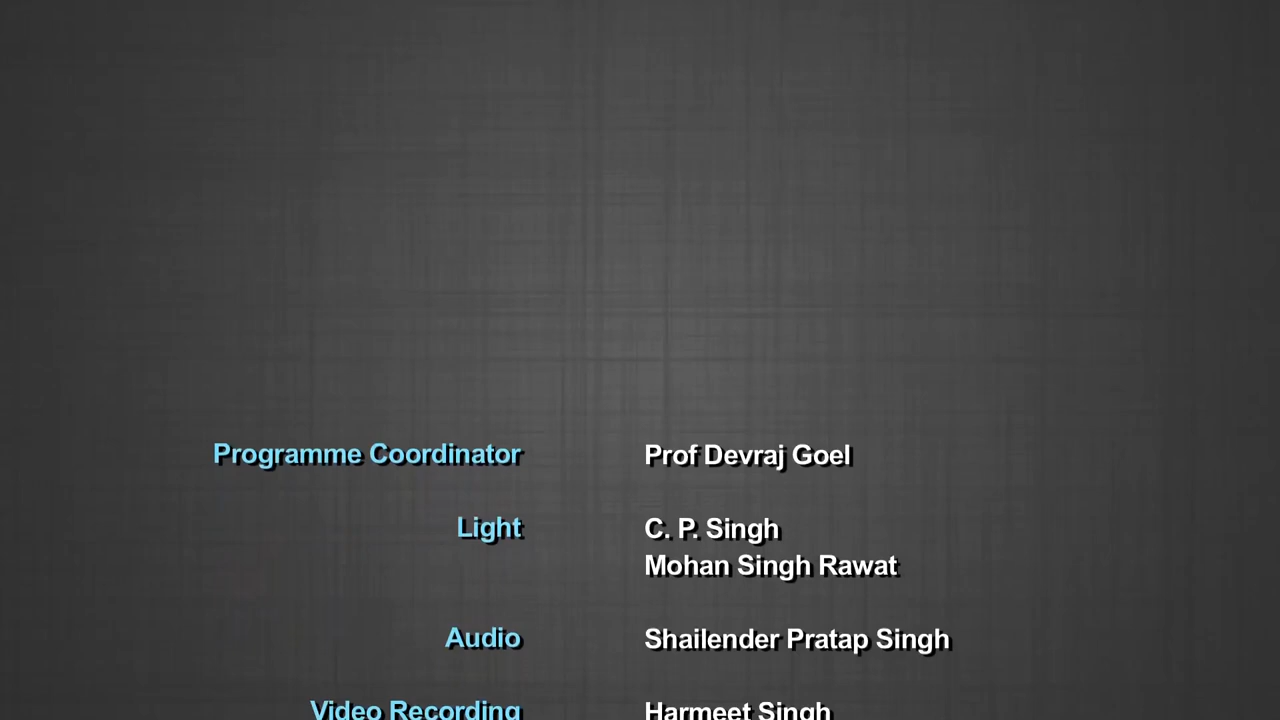 Programme Coordinator Prof Devraj Goel
Light C. P. Singh
Mohan Singh Rawat
Audio Shailender Pratap Singh
Video Recording Harmeet Singh